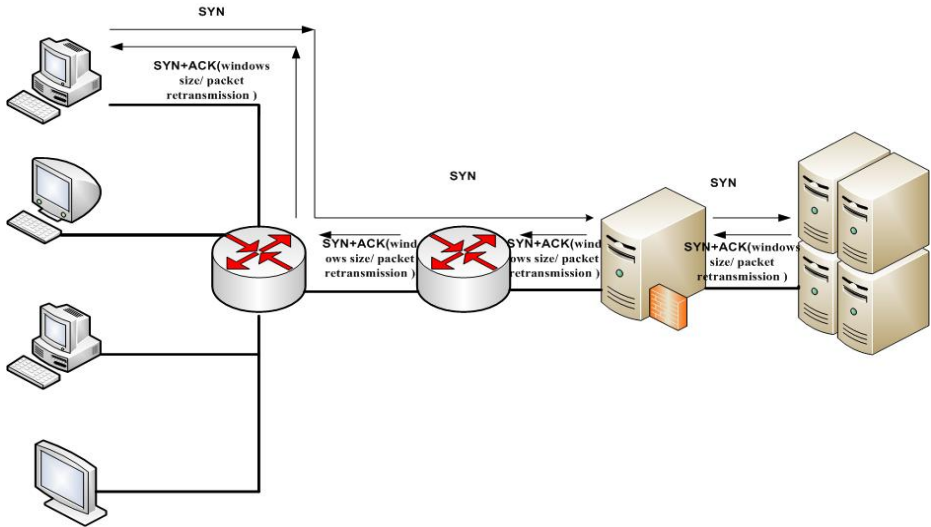 SYN
SYN+ACK(windows
size/ packet
retransmission )
SYN
SYN
SYN+ACK(wind
ows size/ packet
retransmission )
SYN+ACK(wind
ows size/ packet
retransmission )
SYN+ACK(windows
size/ packet
retransmission )